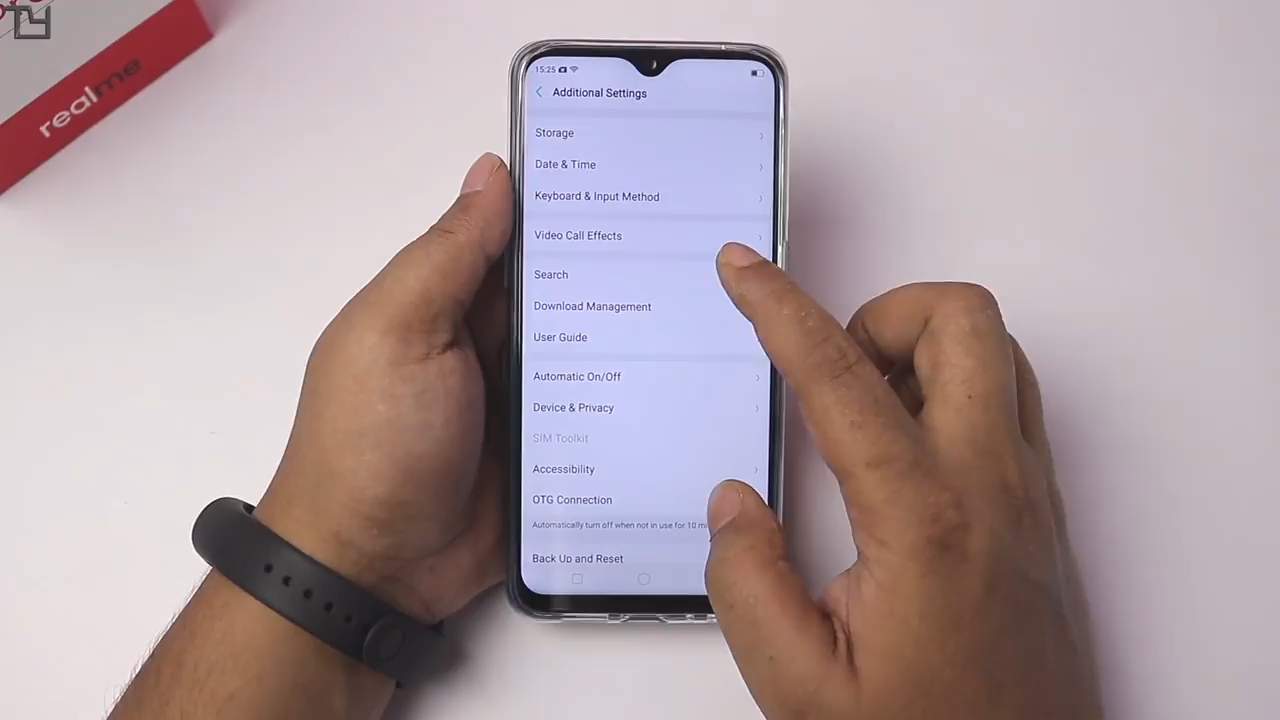 TY
realme
15:25
Additional Settings
Storage
Date & Time
Keyboard & Input Method
Video Call Effects
Search
Download Management
User Guide
Automatic On/Off
Device & Privacy
SIM Toolkit
Accessibility
OTG Connection
Automatically turn off when not in use for 10
Back Up and Reset